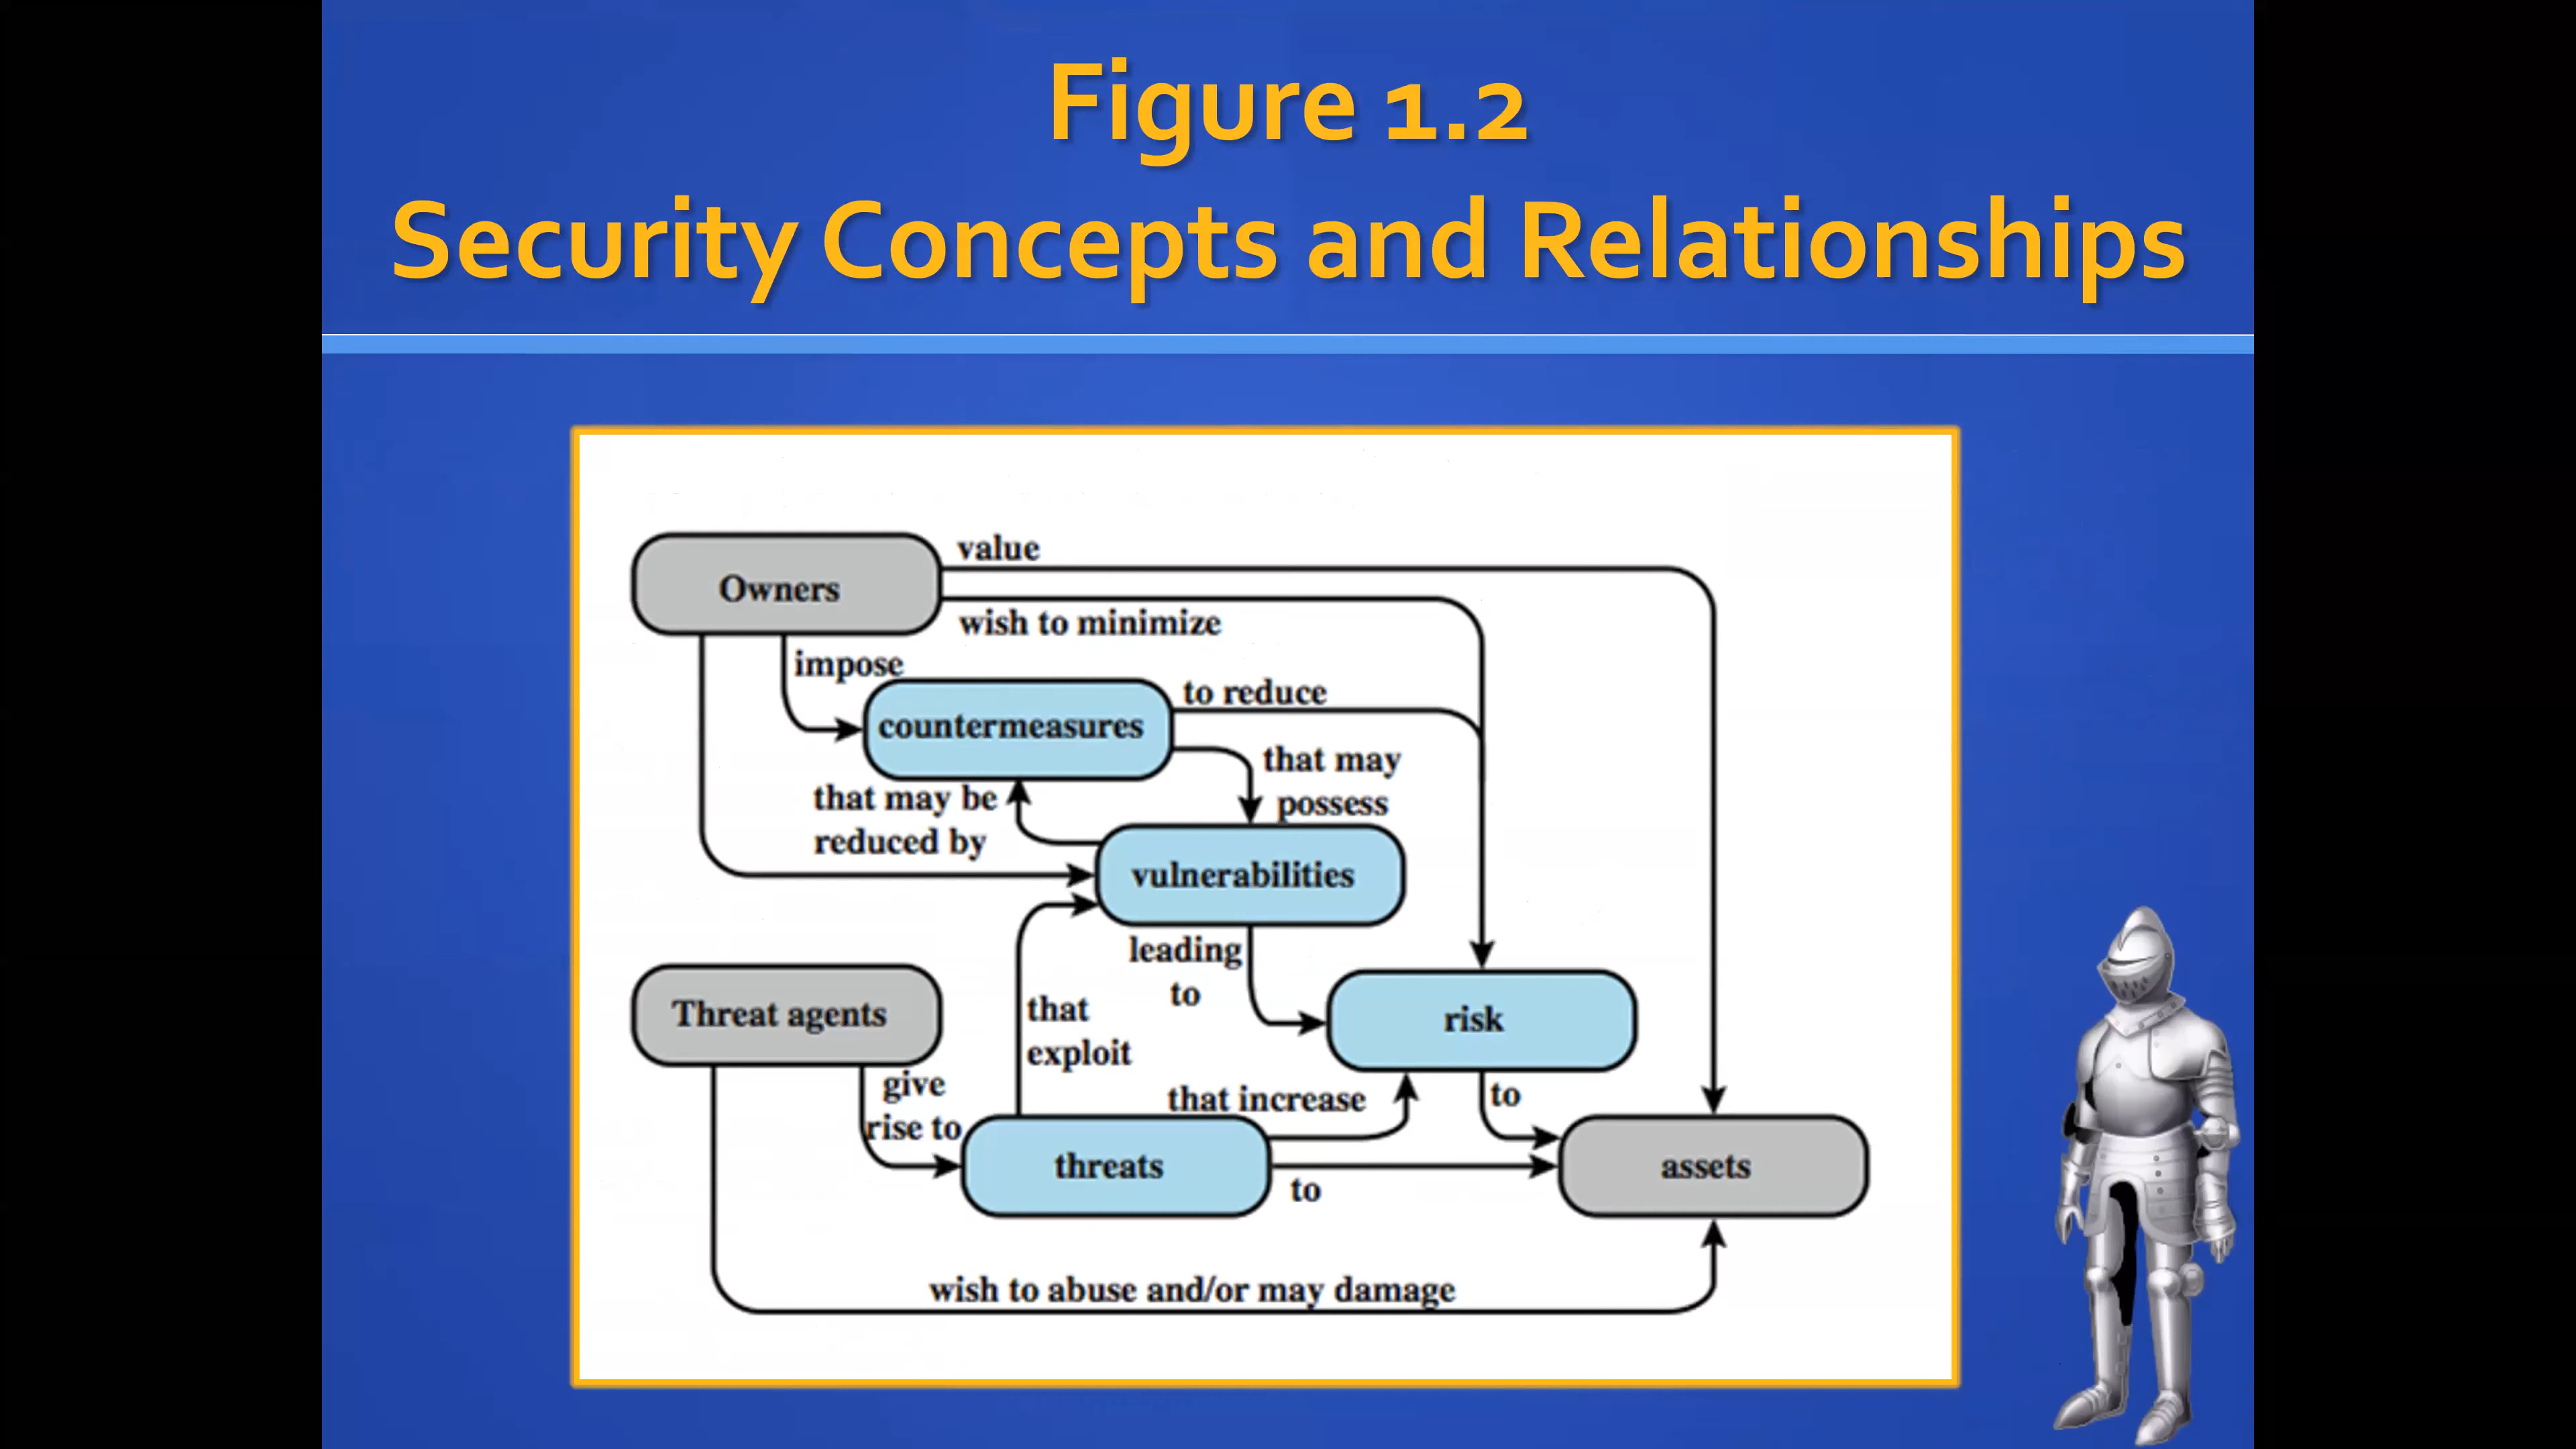 Figure 1.2
Security Concepts and Relationships
value
Owners
wish to minimize
impose
to reduce
countermeasures
that may
possess
that may be
reduced by
vulnerabilities
leading
to
Threat agents
that
exploit
risk
give
rise to
that increase
to
threats
assets
to
wish to abuse and/or may damage